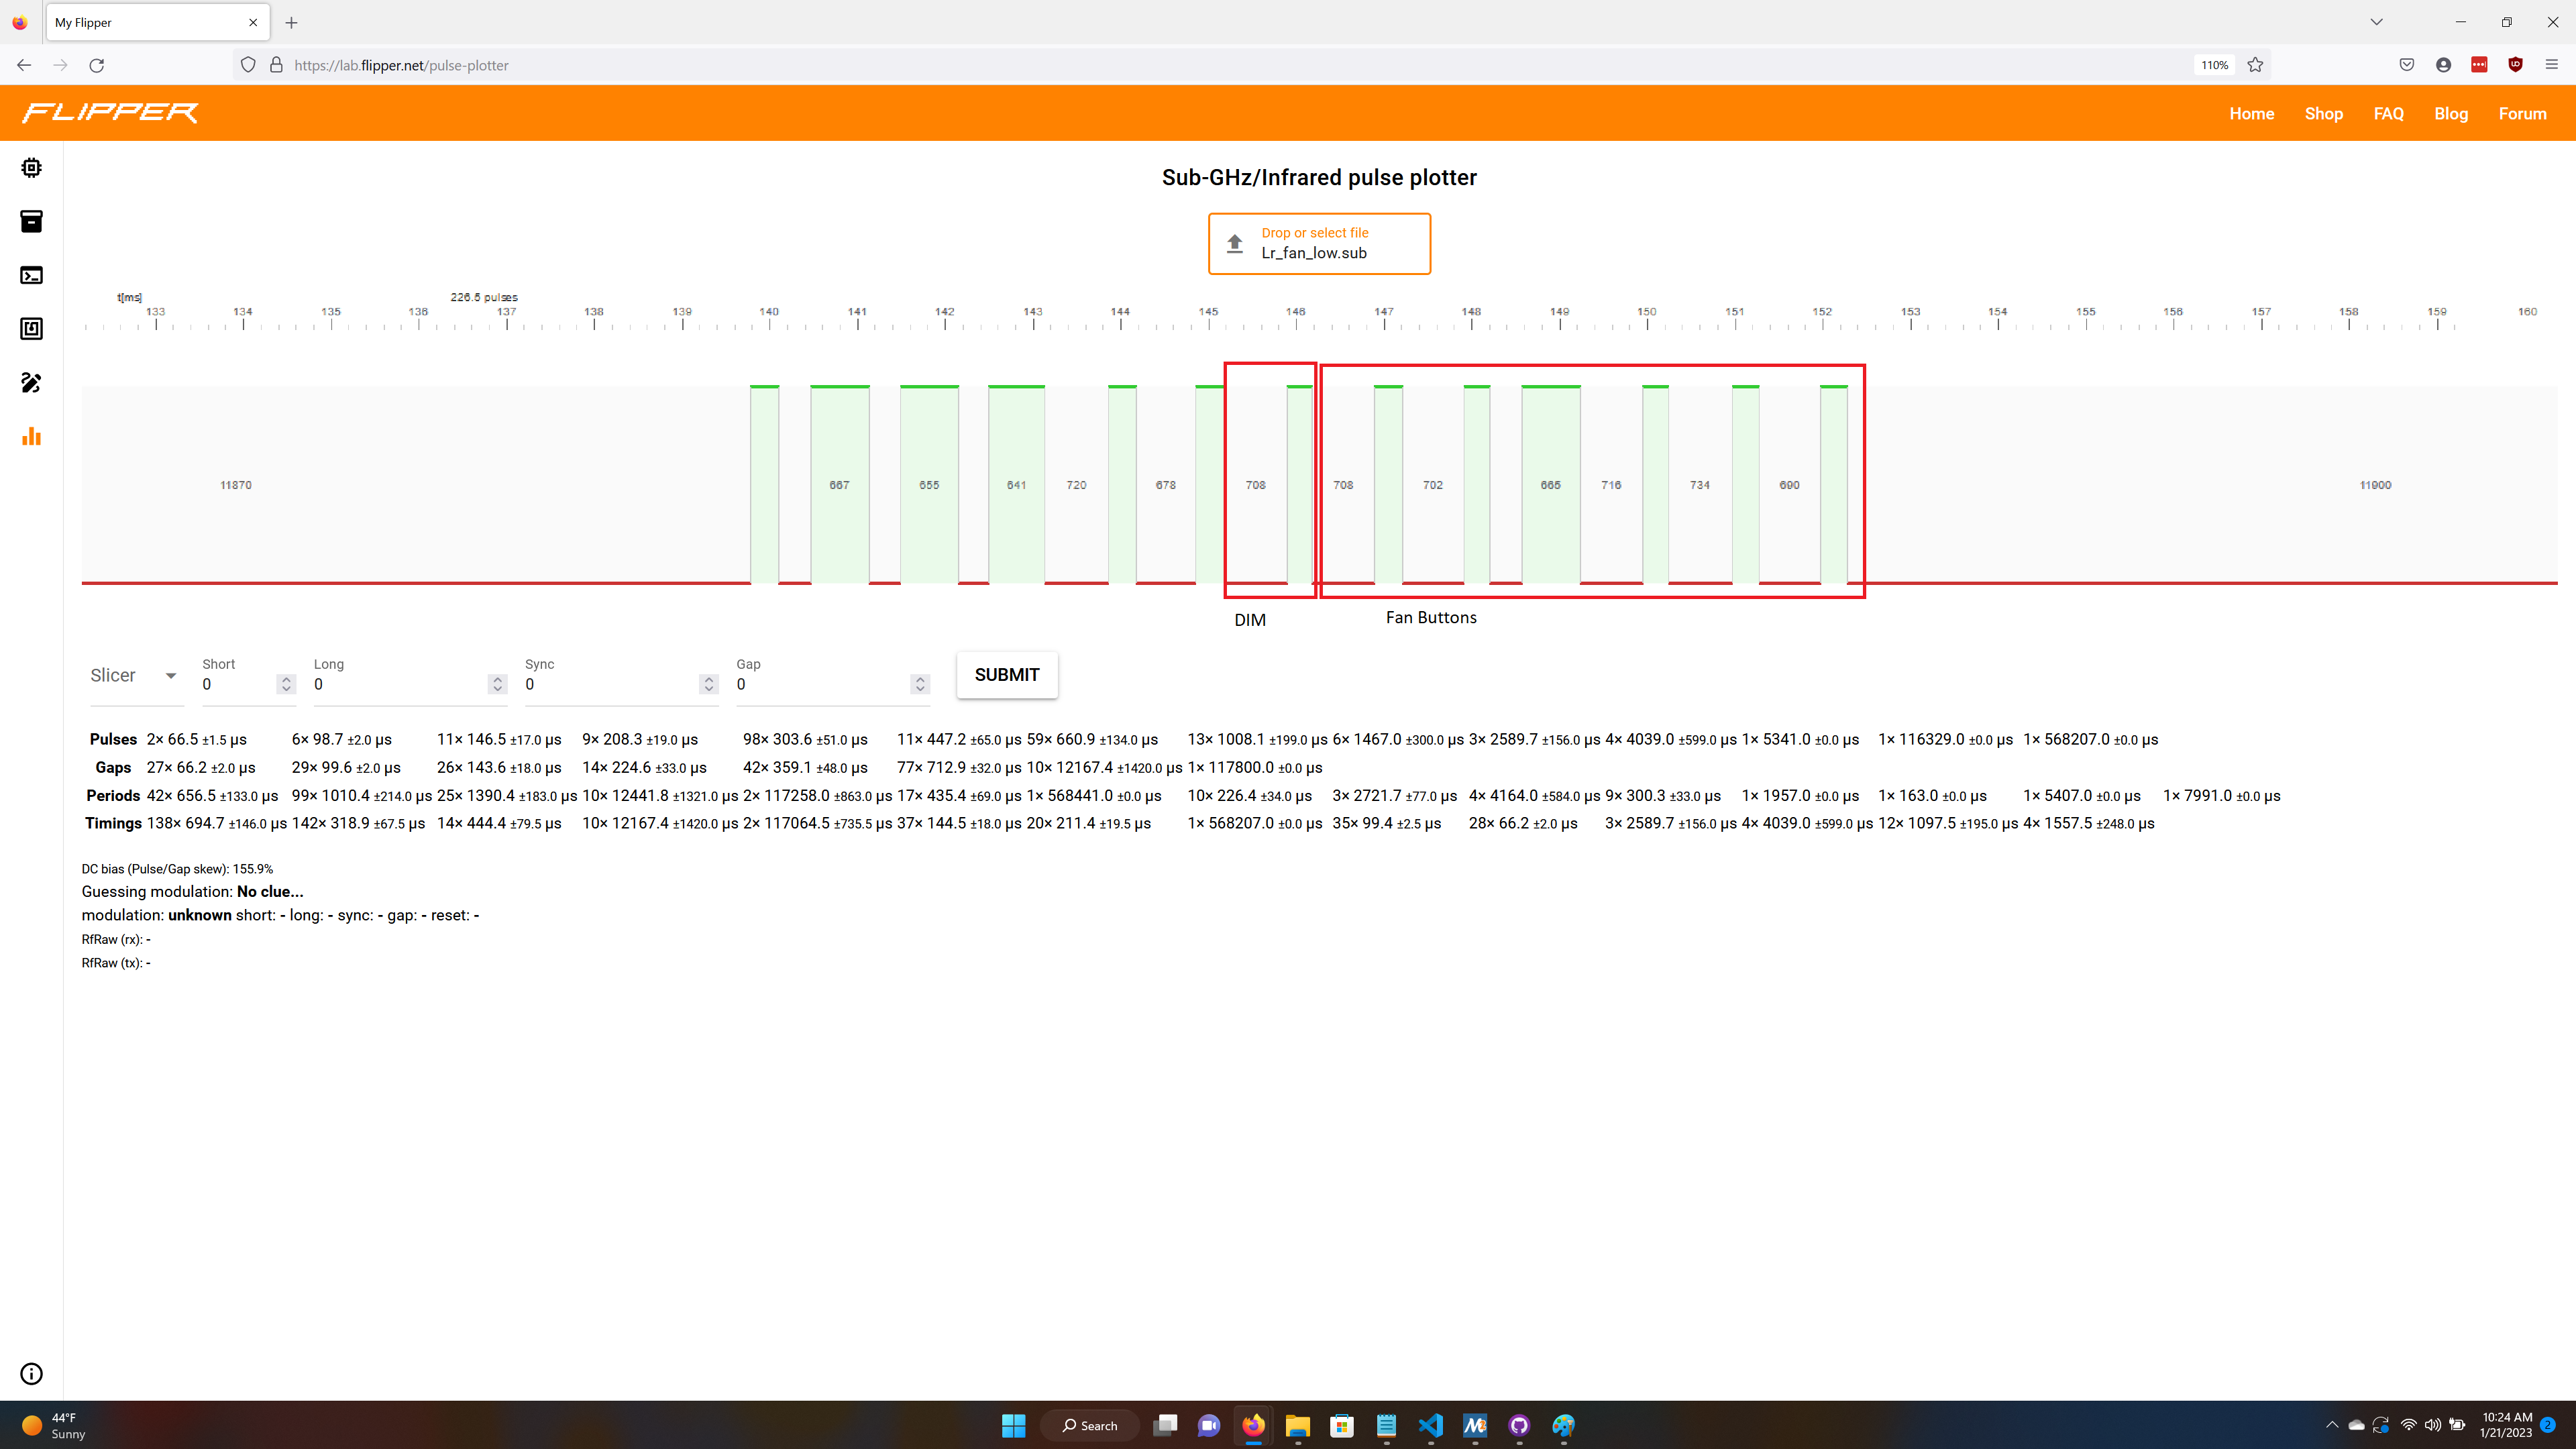 My Flipper
https://lab.flipper.net/pulse-plotter
110%
FLIPPER
Home Shop FAQ Blog Forum
Sub-GHz/Infrared pulse plotter
Drop or select file
Lr_fan_low.sub
t[ms] 226.5 pulses
133 134 135 136 137 138 139 140 141 142 143 144 145 146 147 148 149 150 151 152 153 154 155 156 157 158 159 160
11870 667 655 641 720 678 708 708 702 665 716 734 690 11900
DIM Fan Buttons
Slicer Short 0 Long 0 Sync 0 Gap 0 SUBMIT
Pulses 2× 66.5 ±1.5 µs 6× 98.7 ±2.0 µs 11× 146.5 ±17.0 µs 9× 208.3 ±19.0 µs 98× 303.6 ±51.0 µs 11× 447.2 ±65.0 µs 59× 660.9 ±134.0 µs 13× 1008.1 ±199.0 µs 6× 1467.0 ±300.0 µs 3× 2589.7 ±156.0 µs 4× 4039.0 ±599.0 µs 1× 5341.0 ±0.0 µs 1× 116329.0 ±0.0 µs 1× 568207.0 ±0.0 µs
Gaps 27× 66.2 ±2.0 µs 29× 99.6 ±2.0 µs 26× 143.6 ±18.0 µs 14× 224.6 ±33.0 µs 42× 359.1 ±48.0 µs 77× 712.9 ±32.0 µs 10× 12167.4 ±1420.0 µs 1× 117800.0 ±0.0 µs
Periods 42× 656.5 ±133.0 µs 99× 1010.4 ±214.0 µs 25× 1390.4 ±183.0 µs 10× 12441.8 ±1321.0 µs 2× 117258.0 ±863.0 µs 17× 435.4 ±69.0 µs 1× 568441.0 ±0.0 µs 10× 226.4 ±34.0 µs 3× 2721.7 ±77.0 µs 4× 4164.0 ±584.0 µs 9× 300.3 ±33.0 µs 1× 1957.0 ±0.0 µs 1× 163.0 ±0.0 µs 1× 5407.0 ±0.0 µs 1× 7991.0 ±0.0 µs
Timings 138× 694.7 ±146.0 µs 142× 318.9 ±67.5 µs 14× 444.4 ±79.5 µs 10× 12167.4 ±1420.0 µs 2× 117064.5 ±735.5 µs 37× 144.5 ±18.0 µs 20× 211.4 ±19.5 µs 1× 568207.0 ±0.0 µs 35× 99.4 ±2.5 µs 28× 66.2 ±2.0 µs 3× 2589.7 ±156.0 µs 4× 4039.0 ±599.0 µs 12× 1097.5 ±195.0 µs 4× 1557.5 ±248.0 µs
DC bias (Pulse/Gap skew): 155.9%
Guessing modulation: No clue...
modulation: unknown short: - long: - sync: - gap: - reset: -
RfRaw (rx): -
RfRaw (tx): -
44°F
Sunny
Search
10:24 AM
1/21/2023
2